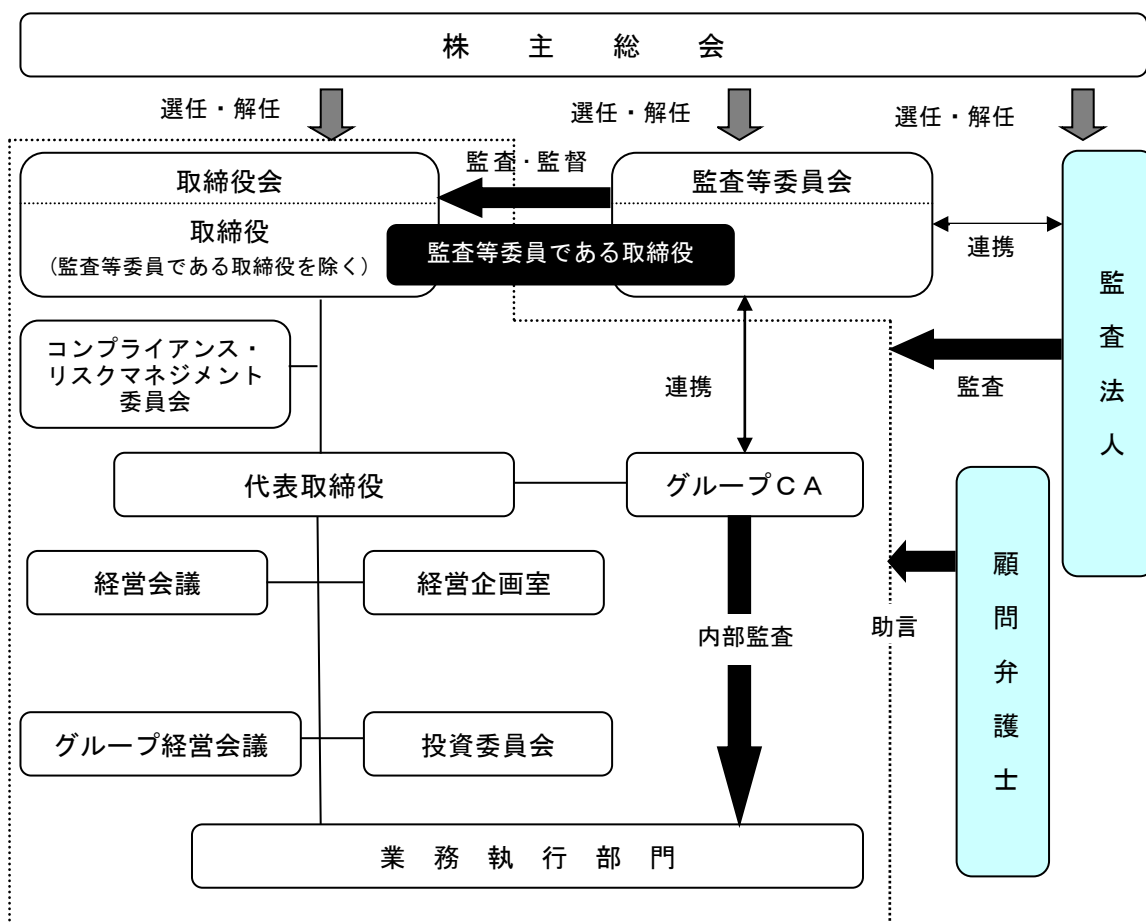 株主総会
選任・解任
選任・解任
選任・解任
取締役会
監査・監督
監査等委員会
取締役
(監査等委員である取締役を除く)
監査等委員である取締役
連携
監査法人
コンプライアンス・
リスクマネジメント
委員会
連携
監査
代表取締役
グループCA
経営会議
経営企画室
内部監査
助言
顧問弁護士
グループ経営会議
投資委員会
業務執行部門